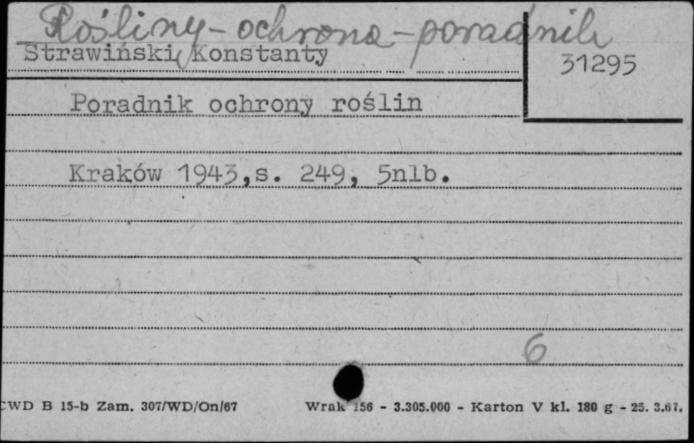 Rośliny - ochrona - poradnik
Strawiński, Konstanty
31295
Poradnik ochrony roślin
Kraków 1943,s. 249, 5nlb.
6
CWD B 15-b Zam. 307/WD/On/67 Wrak 156 - 3.305.000 - Karton V kl. 180 g - 25. 3.67.